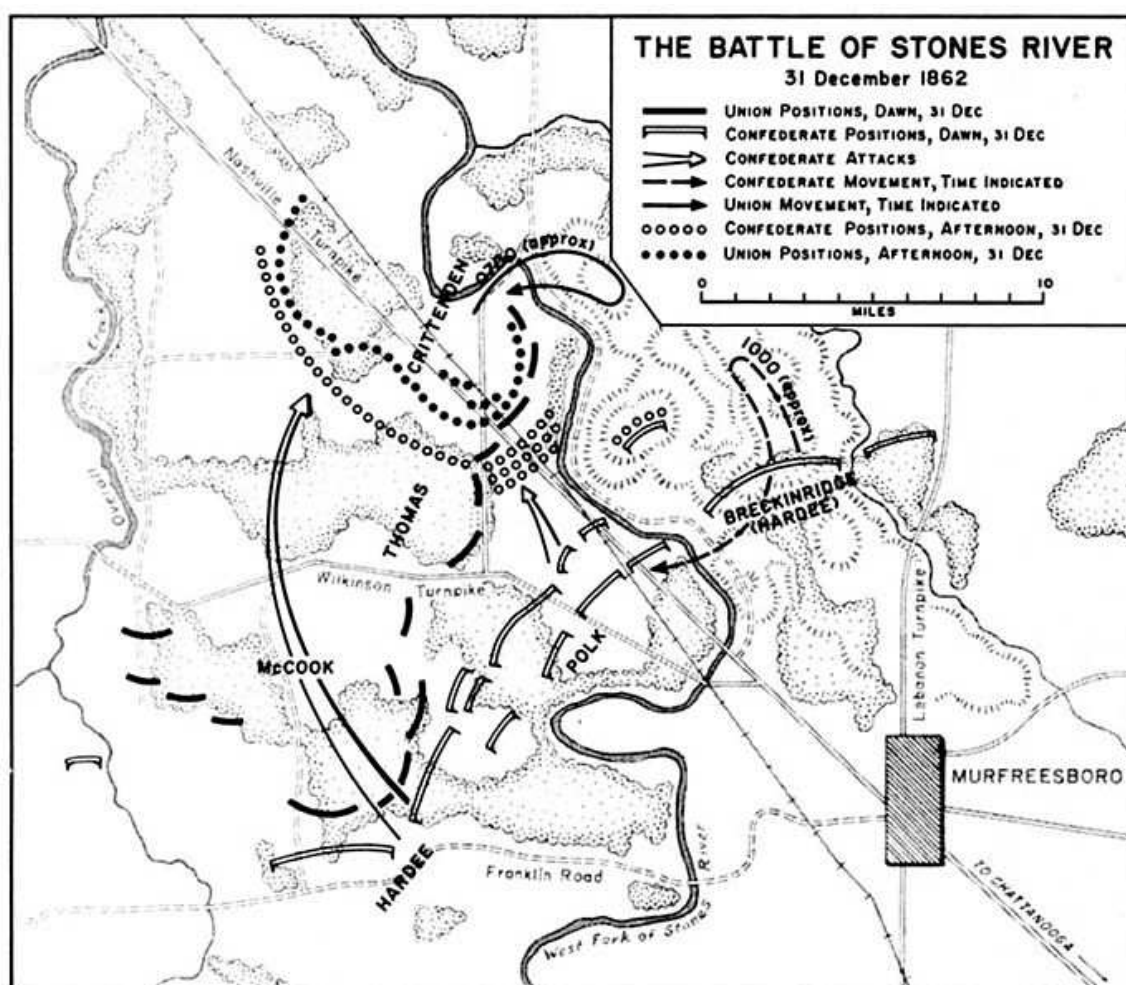 THE BATTLE OF STONES RIVER
31 December 1862
UNION POSITIONS, DAWN, 31 DEC
CONFEDERATE POSITIONS, DAWN, 31 DEC
CONFEDERATE ATTACKS
CONFEDERATE MOVEMENT, TIME INDICATED
UNION MOVEMENT, TIME INDICATED
CONFEDERATE POSITIONS, AFTERNOON, 31 DEC
UNION POSITIONS, AFTERNOON, 31 DEC
0 10
MILES
Nashville
Turnpike
CRITTENDEN
(approx)
1000 (approx)
BRECKINRIDGE
(HARDEE)
Overall
Creek
THOMAS
Wilkinson Turnpike
POLK
McCOOK
Lebanon Turnpike
MURFREESBORO
HARDEE
Franklin Road
West Fork of Stones
River
TO CHATTANOOGA